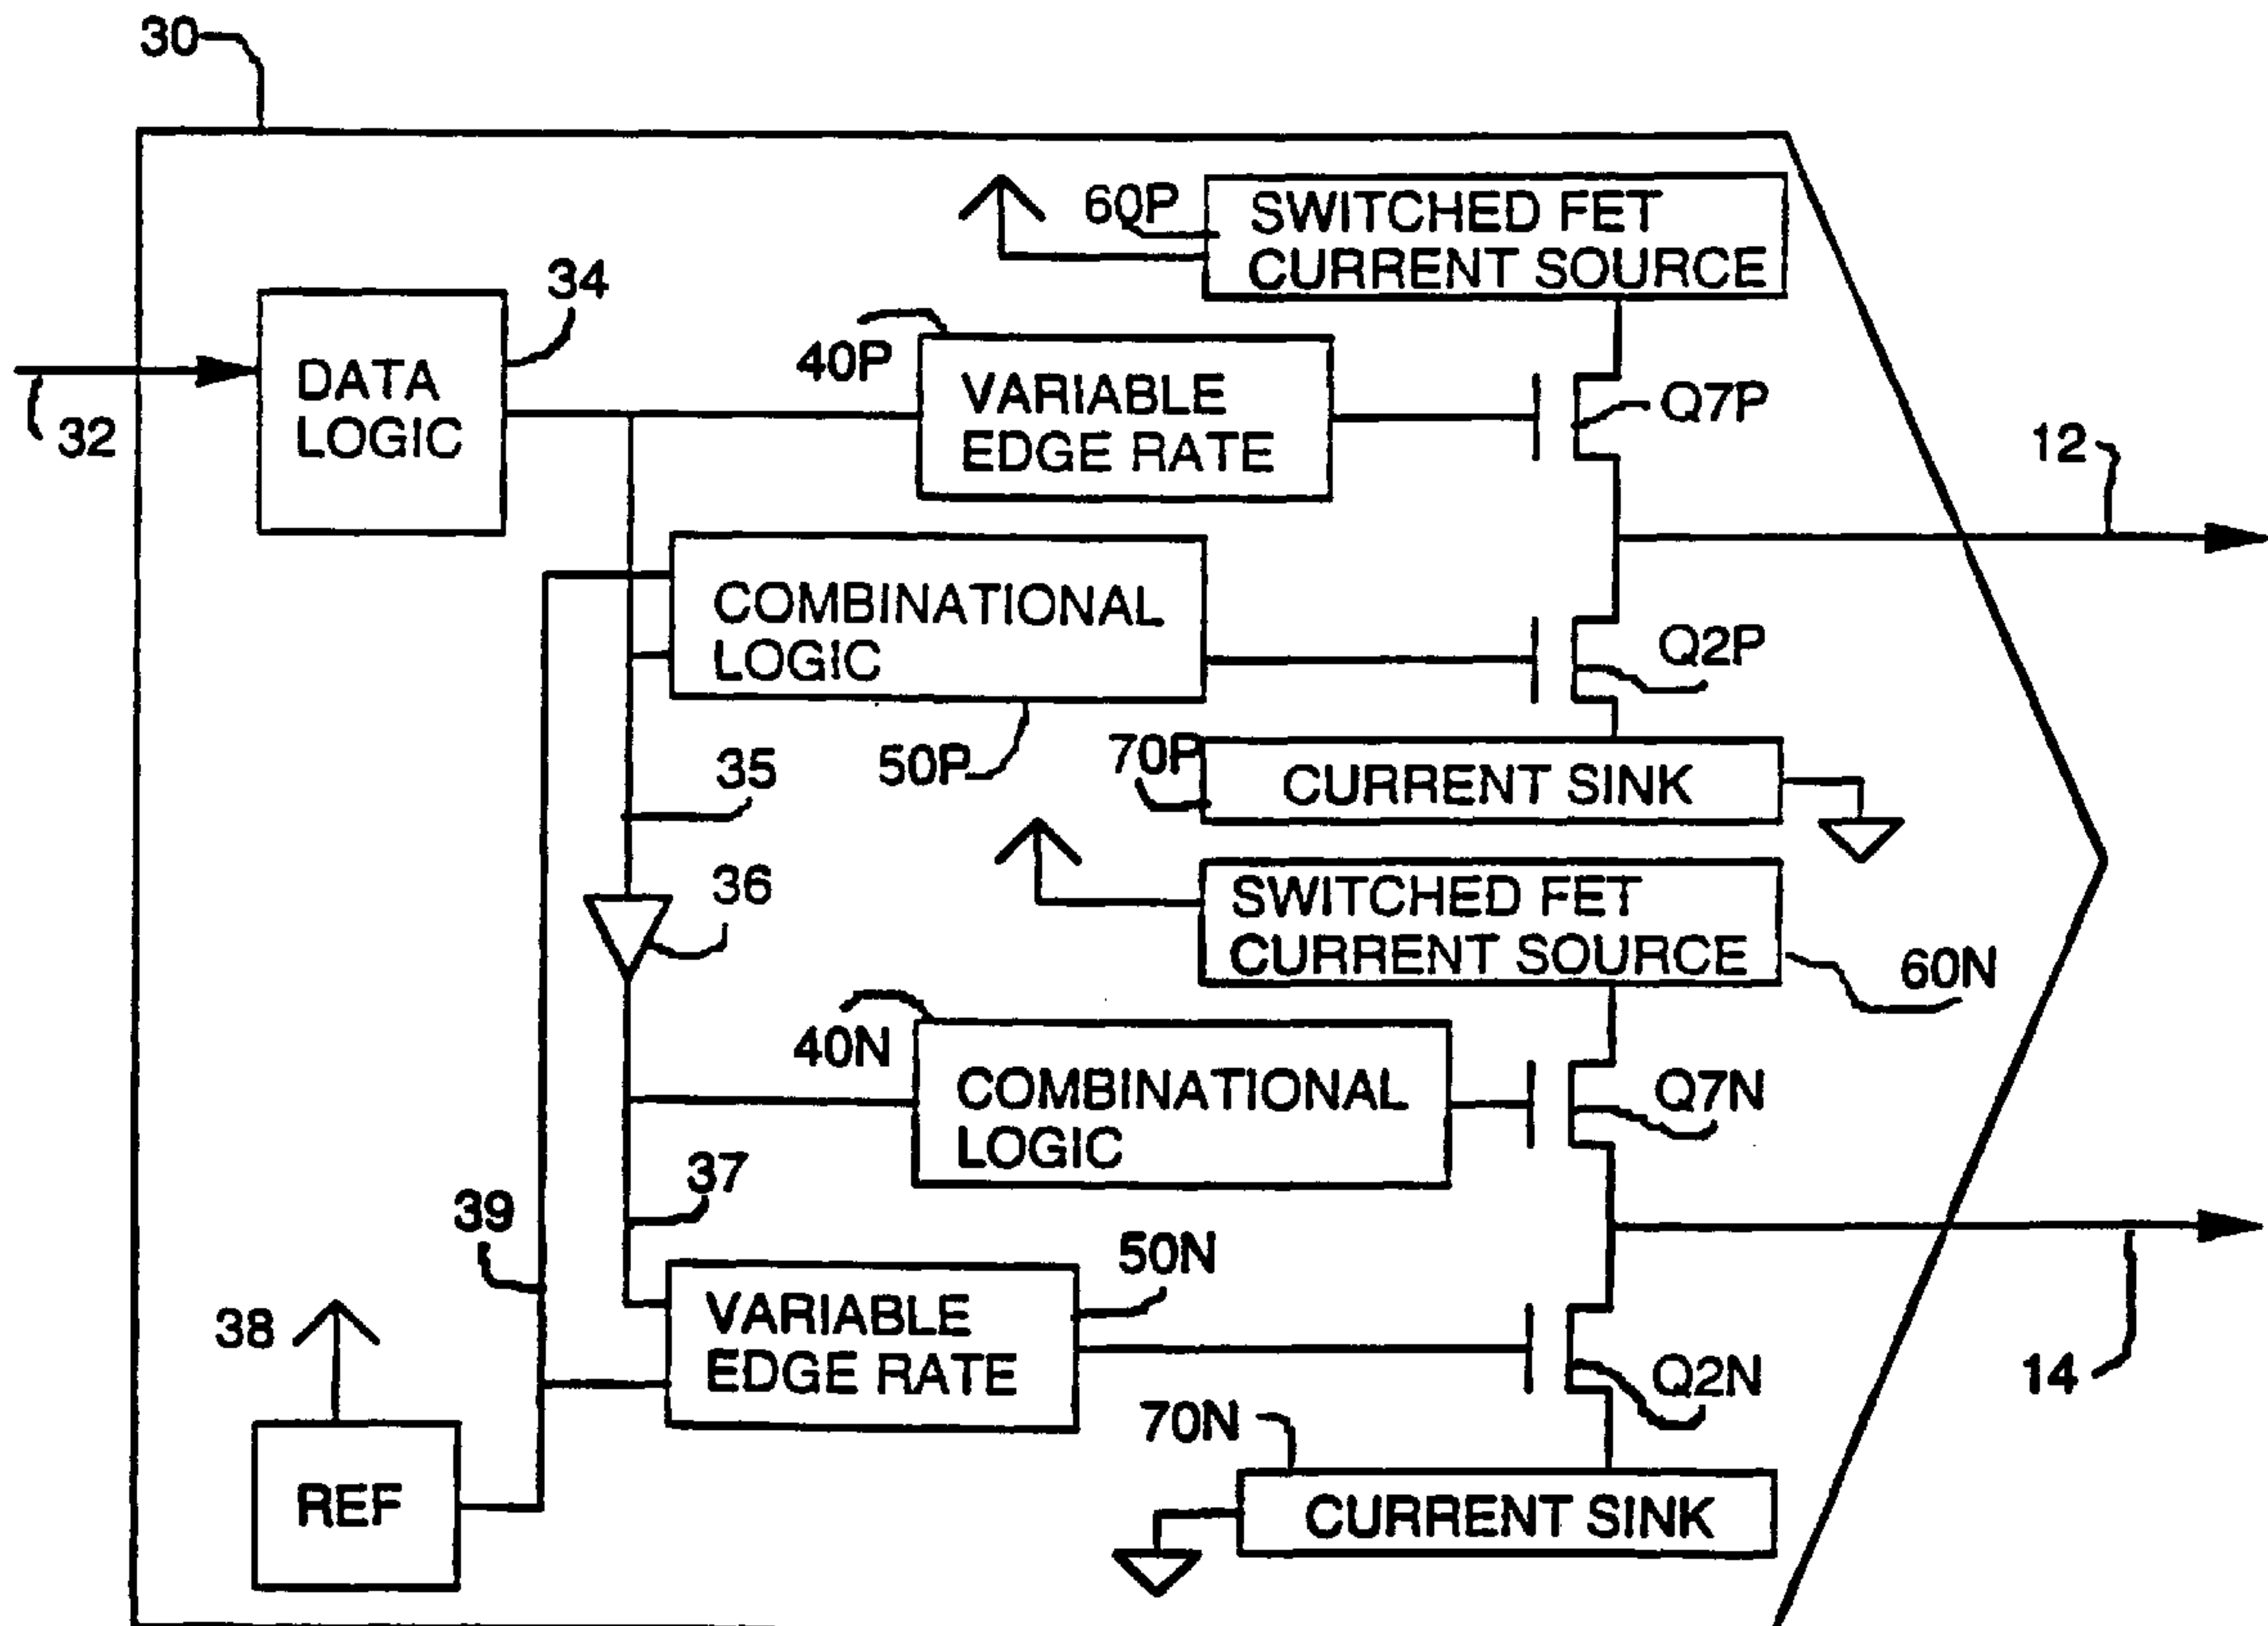 30
60P
SWITCHED FET
CURRENT SOURCE
34
DATA
LOGIC
32
40P
VARIABLE
EDGE RATE
Q7P
12
COMBINATIONAL
LOGIC
Q2P
50P
35
70P
CURRENT SINK
36
SWITCHED FET
CURRENT SOURCE
60N
40N
COMBINATIONAL
LOGIC
Q7N
37
39
50N
38
VARIABLE
EDGE RATE
Q2N
14
70N
REF
CURRENT SINK